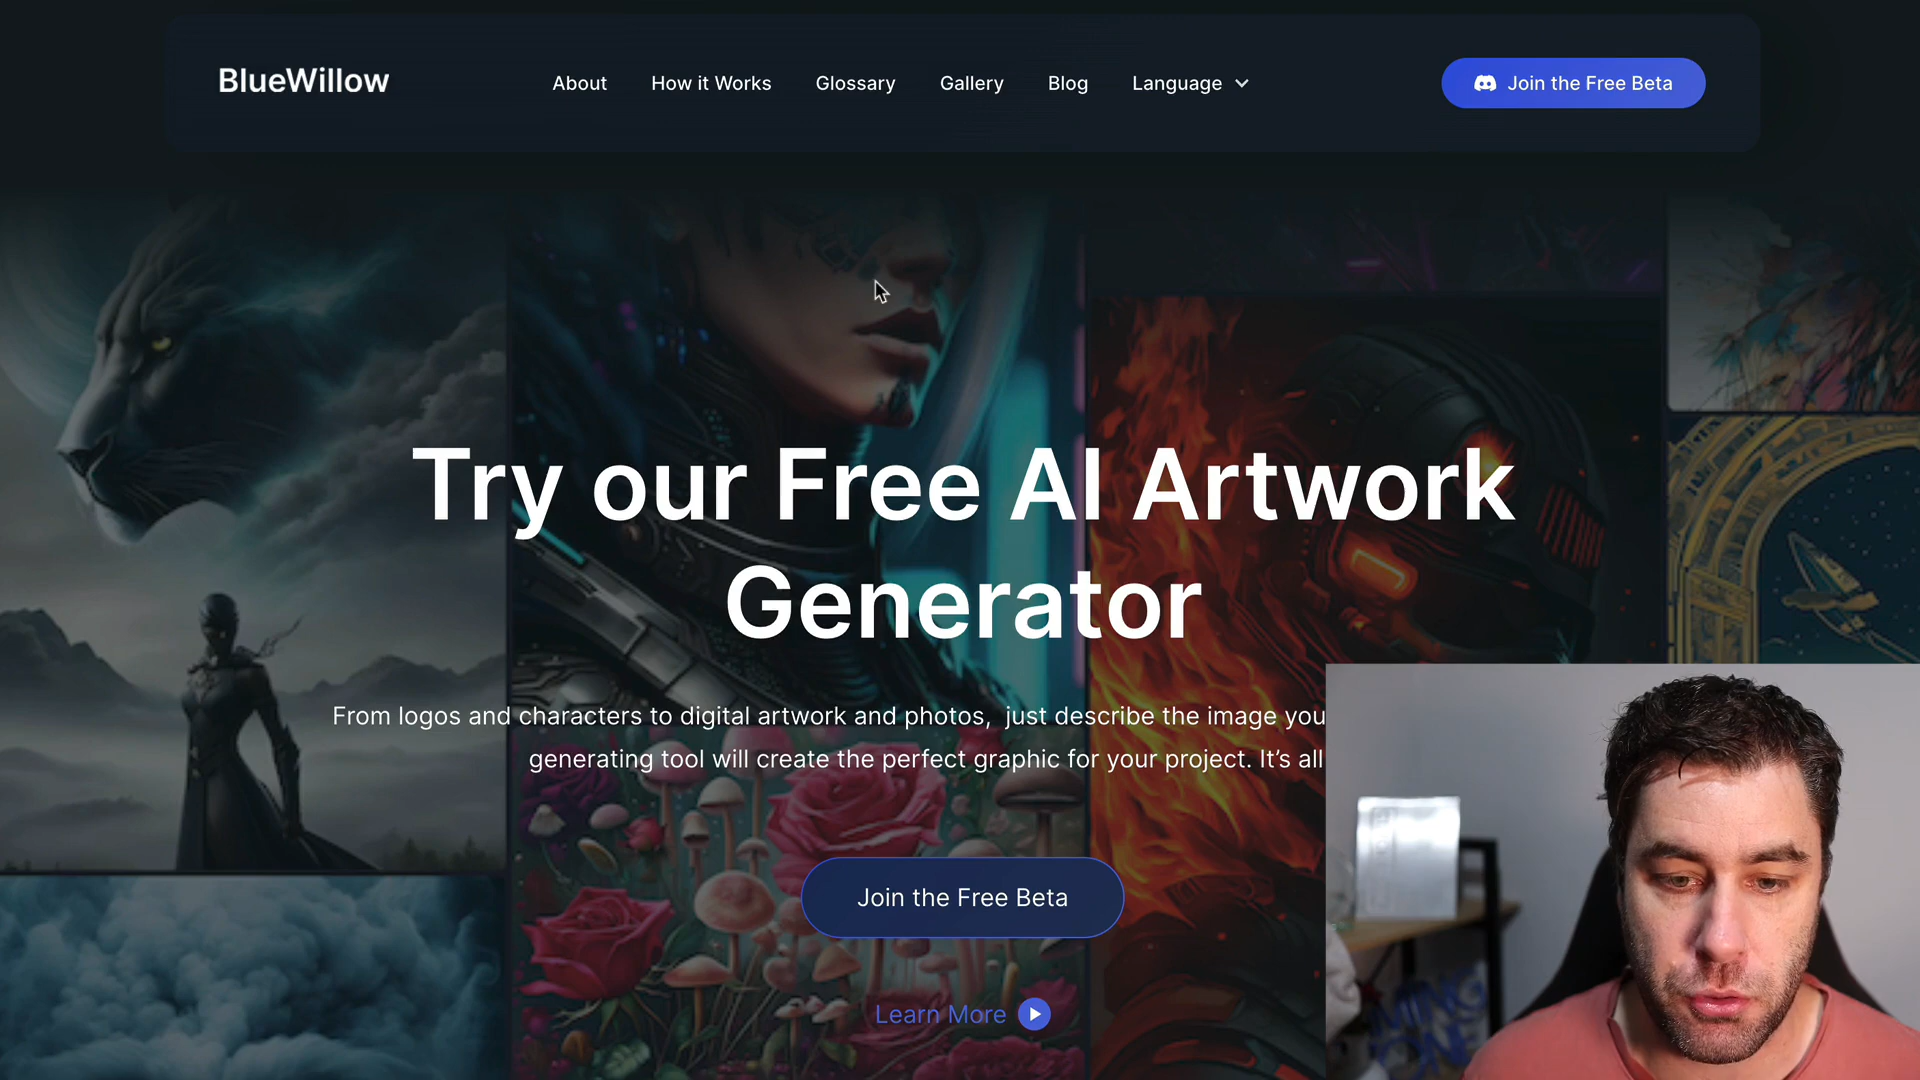 BlueWillow
About
How it Works
Glossary
Gallery
Blog
Language
Join the Free Beta
Try our Free AI Artwork
Generator
From logos and characters to digital artwork and photos, just describe the image you
generating tool will create the perfect graphic for your project. It’s all
Join the Free Beta
Learn More